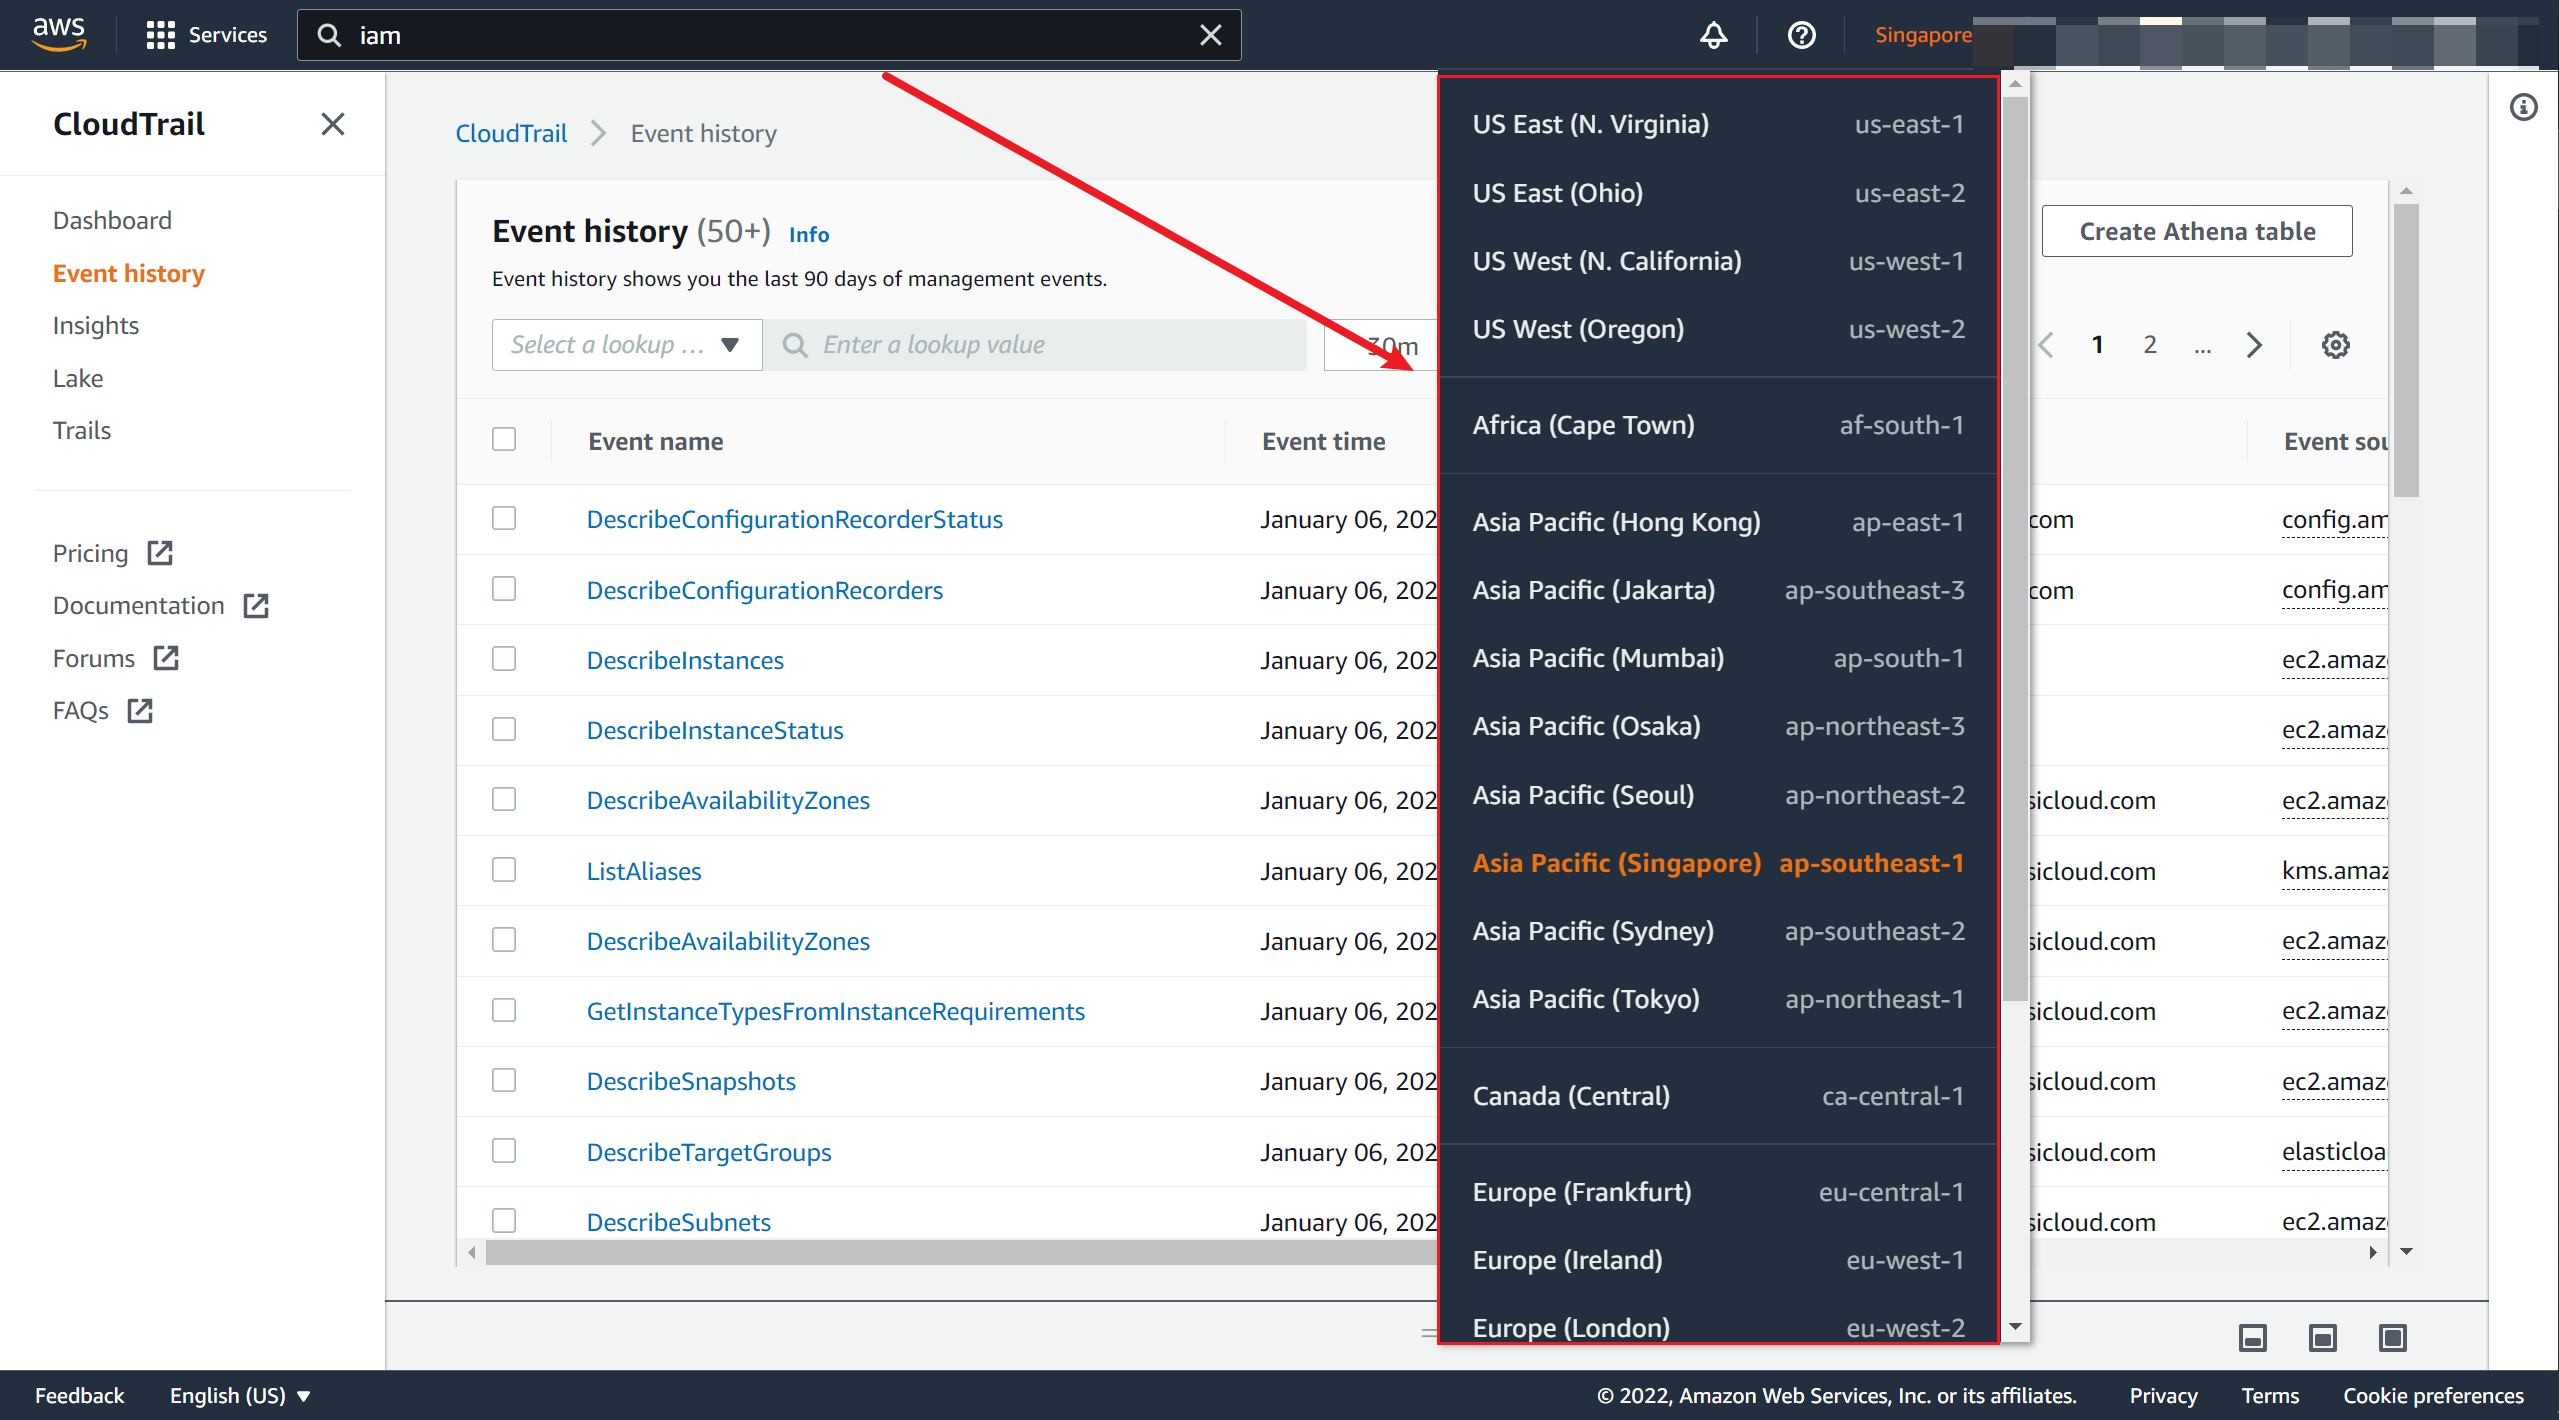 aws
Services
iam
Singapore
CloudTrail
Dashboard
Event history
Insights
Lake
Trails
Pricing
Documentation
Forums
FAQs
CloudTrail
Event history
Event history (50+) Info
Event history shows you the last 90 days of management events.
Create Athena table
Select a lookup ...
Enter a lookup value
30m
1 2 ...
Event name Event time Event sou
DescribeConfigurationRecorderStatus January 06, 202 com config.am
DescribeConfigurationRecorders January 06, 202 com config.am
DescribeInstances January 06, 202 ec2.amaz
DescribeInstanceStatus January 06, 202 ec2.amaz
DescribeAvailabilityZones January 06, 202 sicloud.com ec2.amaz
ListAliases January 06, 202 sicloud.com kms.amaz
DescribeAvailabilityZones January 06, 202 sicloud.com ec2.amaz
GetInstanceTypesFromInstanceRequirements January 06, 202 sicloud.com ec2.amaz
DescribeSnapshots January 06, 202 sicloud.com ec2.amaz
DescribeTargetGroups January 06, 202 sicloud.com elasticloa
DescribeSubnets January 06, 202 sicloud.com ec2.amaz
US East (N. Virginia) us-east-1
US East (Ohio) us-east-2
US West (N. California) us-west-1
US West (Oregon) us-west-2
Africa (Cape Town) af-south-1
Asia Pacific (Hong Kong) ap-east-1
Asia Pacific (Jakarta) ap-southeast-3
Asia Pacific (Mumbai) ap-south-1
Asia Pacific (Osaka) ap-northeast-3
Asia Pacific (Seoul) ap-northeast-2
Asia Pacific (Singapore) ap-southeast-1
Asia Pacific (Sydney) ap-southeast-2
Asia Pacific (Tokyo) ap-northeast-1
Canada (Central) ca-central-1
Europe (Frankfurt) eu-central-1
Europe (Ireland) eu-west-1
Europe (London) eu-west-2
Feedback English (US) © 2022, Amazon Web Services, Inc. or its affiliates. Privacy Terms Cookie preferences